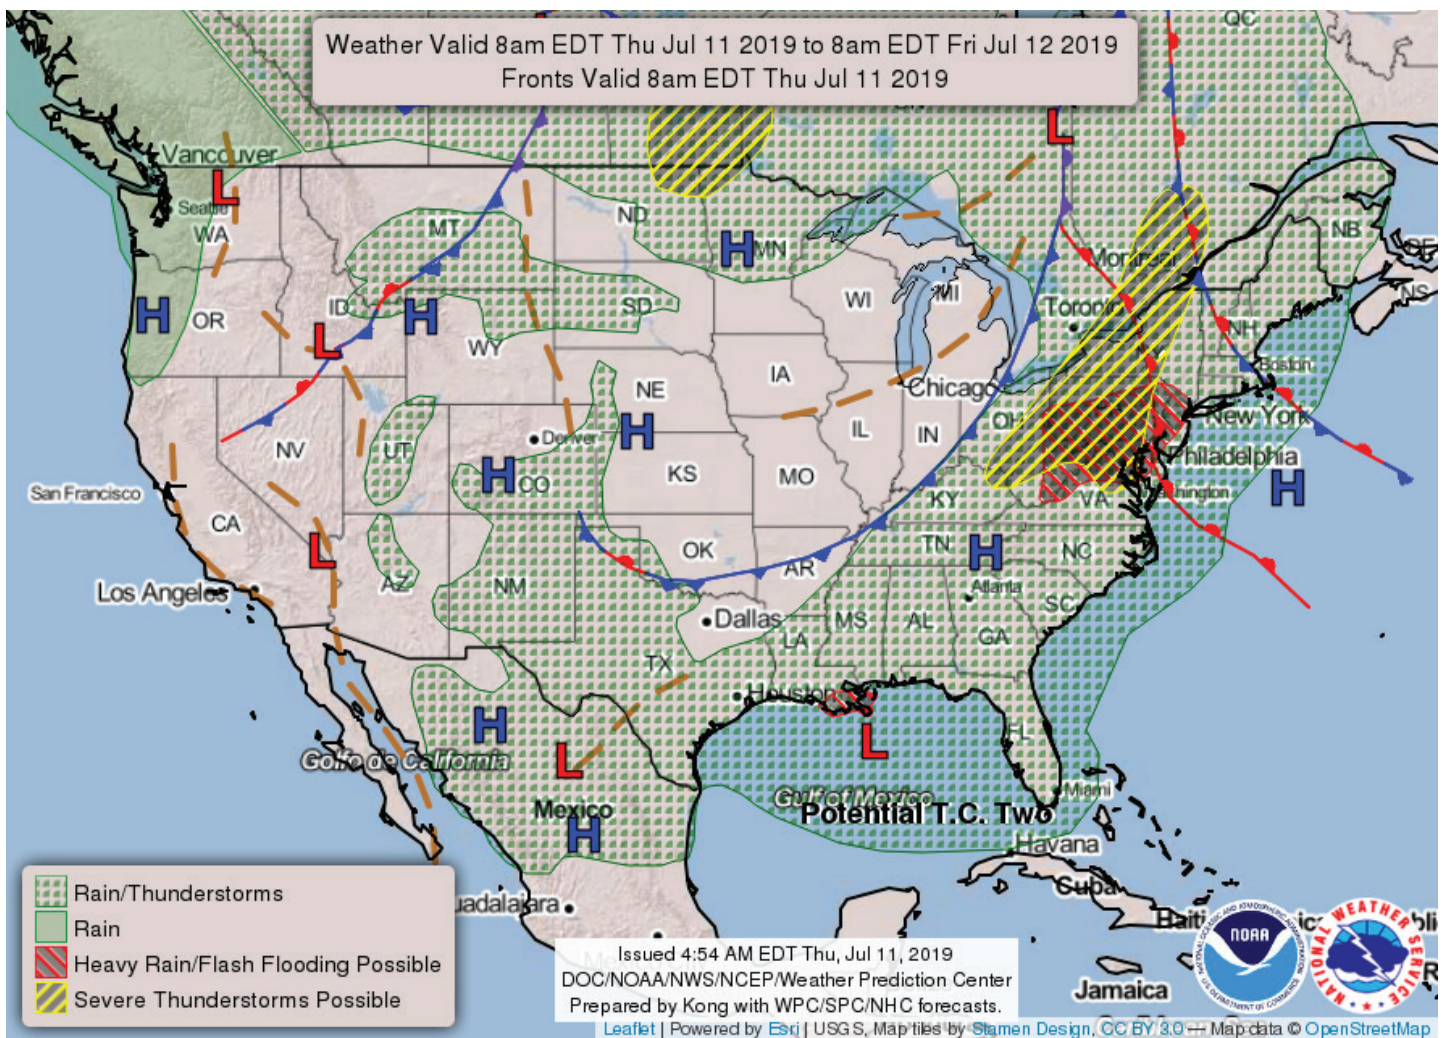 QC
Weather Valid 8am EDT Thu Jul 11 2019 to 8am EDT Fri Jul 12 2019
Fronts Valid 8am EDT Thu Jul 11 2019
L
Vancouver
L
Seattle
WA
MT
ND
H
MN
Montreal
NB
PE
NS
H
OR
ID
L
H
WY
SD
WI
MI
Toronto
NH
Boston
IA
NE
Chicago
NV
UT
Denver
H
H
CO
KS
MO
IL
IN
OH
KY
VA
New York
Philadelphia
H
San Francisco
CA
L
Los Angeles
AZ
NM
OK
AR
TN
H
NC
Atlanta
SC
Dallas
LA
MS
AL
GA
TX
Houston
FL
H
L
L
Golfo de California
Mexico
H
Gulf of Mexico
Potential T.C. Two
Miami
Havana
Cuba
Haiti
Jamaica
uadalajara
Rain/Thunderstorms
Rain
Heavy Rain/Flash Flooding Possible
Severe Thunderstorms Possible
Issued 4:54 AM EDT Thu, Jul 11, 2019
DOC/NOAA/NWS/NCEP/Weather Prediction Center
Prepared by Kong with WPC/SPC/NHC forecasts.
NOAA
NATIONAL WEATHER SERVICE
Leaflet | Powered by Esri | USGS, Map tiles by Stamen Design, CC BY 3.0 — Map data © OpenStreetMap